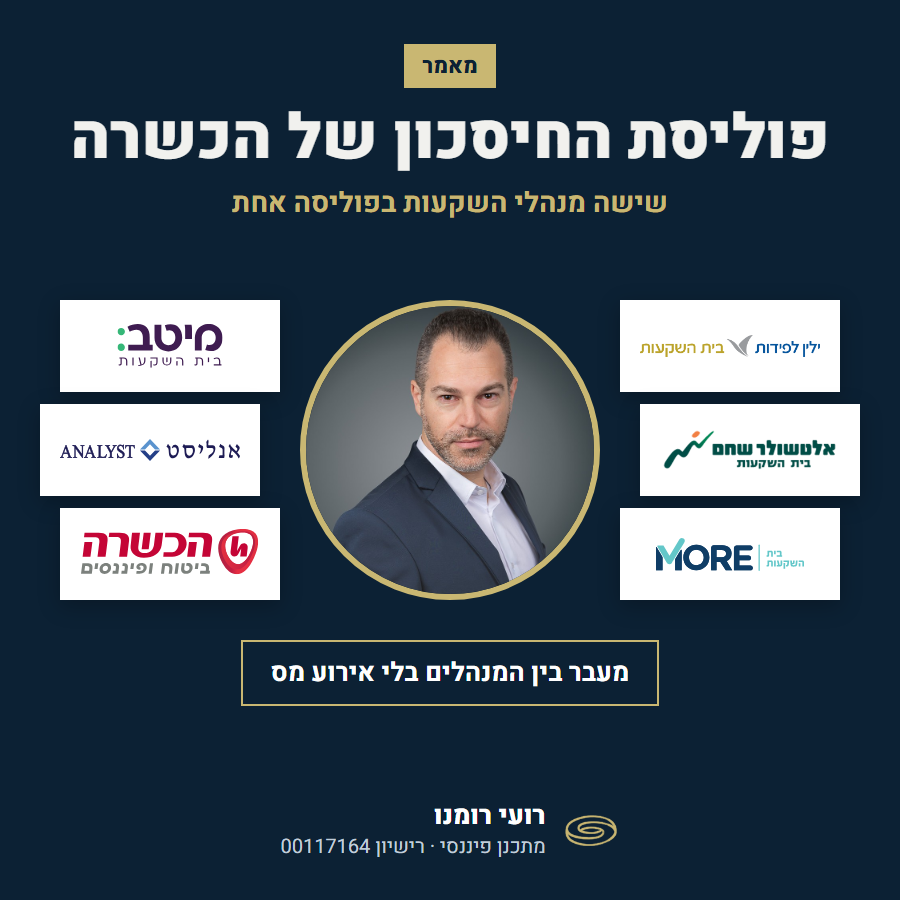 מאמר
פוליסת החיסכון של הכשרה
שישה מנהלי השקעות בפוליסה אחת
ילין לפידות בית השקעות
מיטב:
בית השקעות
אלטשולר שחם
בית השקעות
אנליסט ANALYST
MORE בית השקעות
הכשרה
ביטוח ופיננסים
מעבר בין המנהלים בלי אירוע מס
רועי רומנו
מתכנן פיננסי · רישיון 00117164